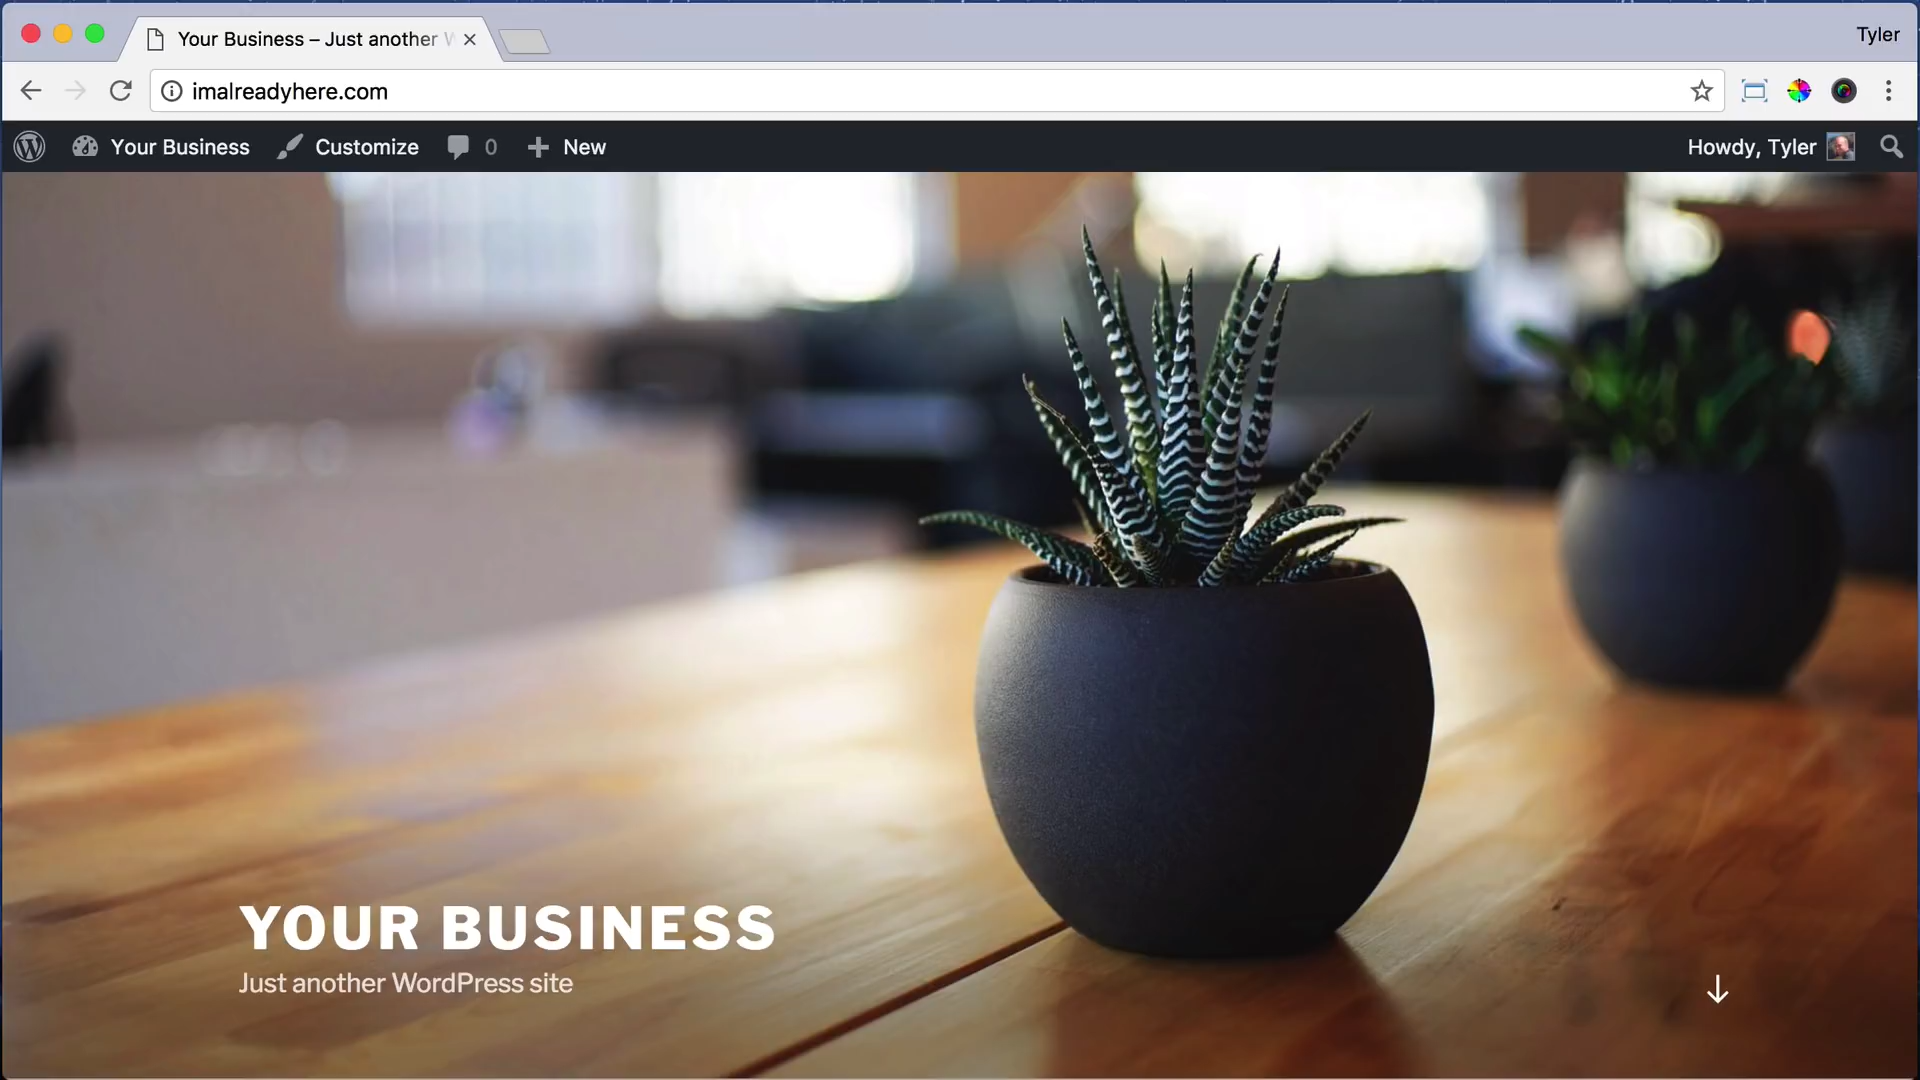 Your Business – Just another W
Tyler
imalreadyhere.com
Your Business
Customize
0
New
Howdy, Tyler
YOUR BUSINESS
Just another WordPress site